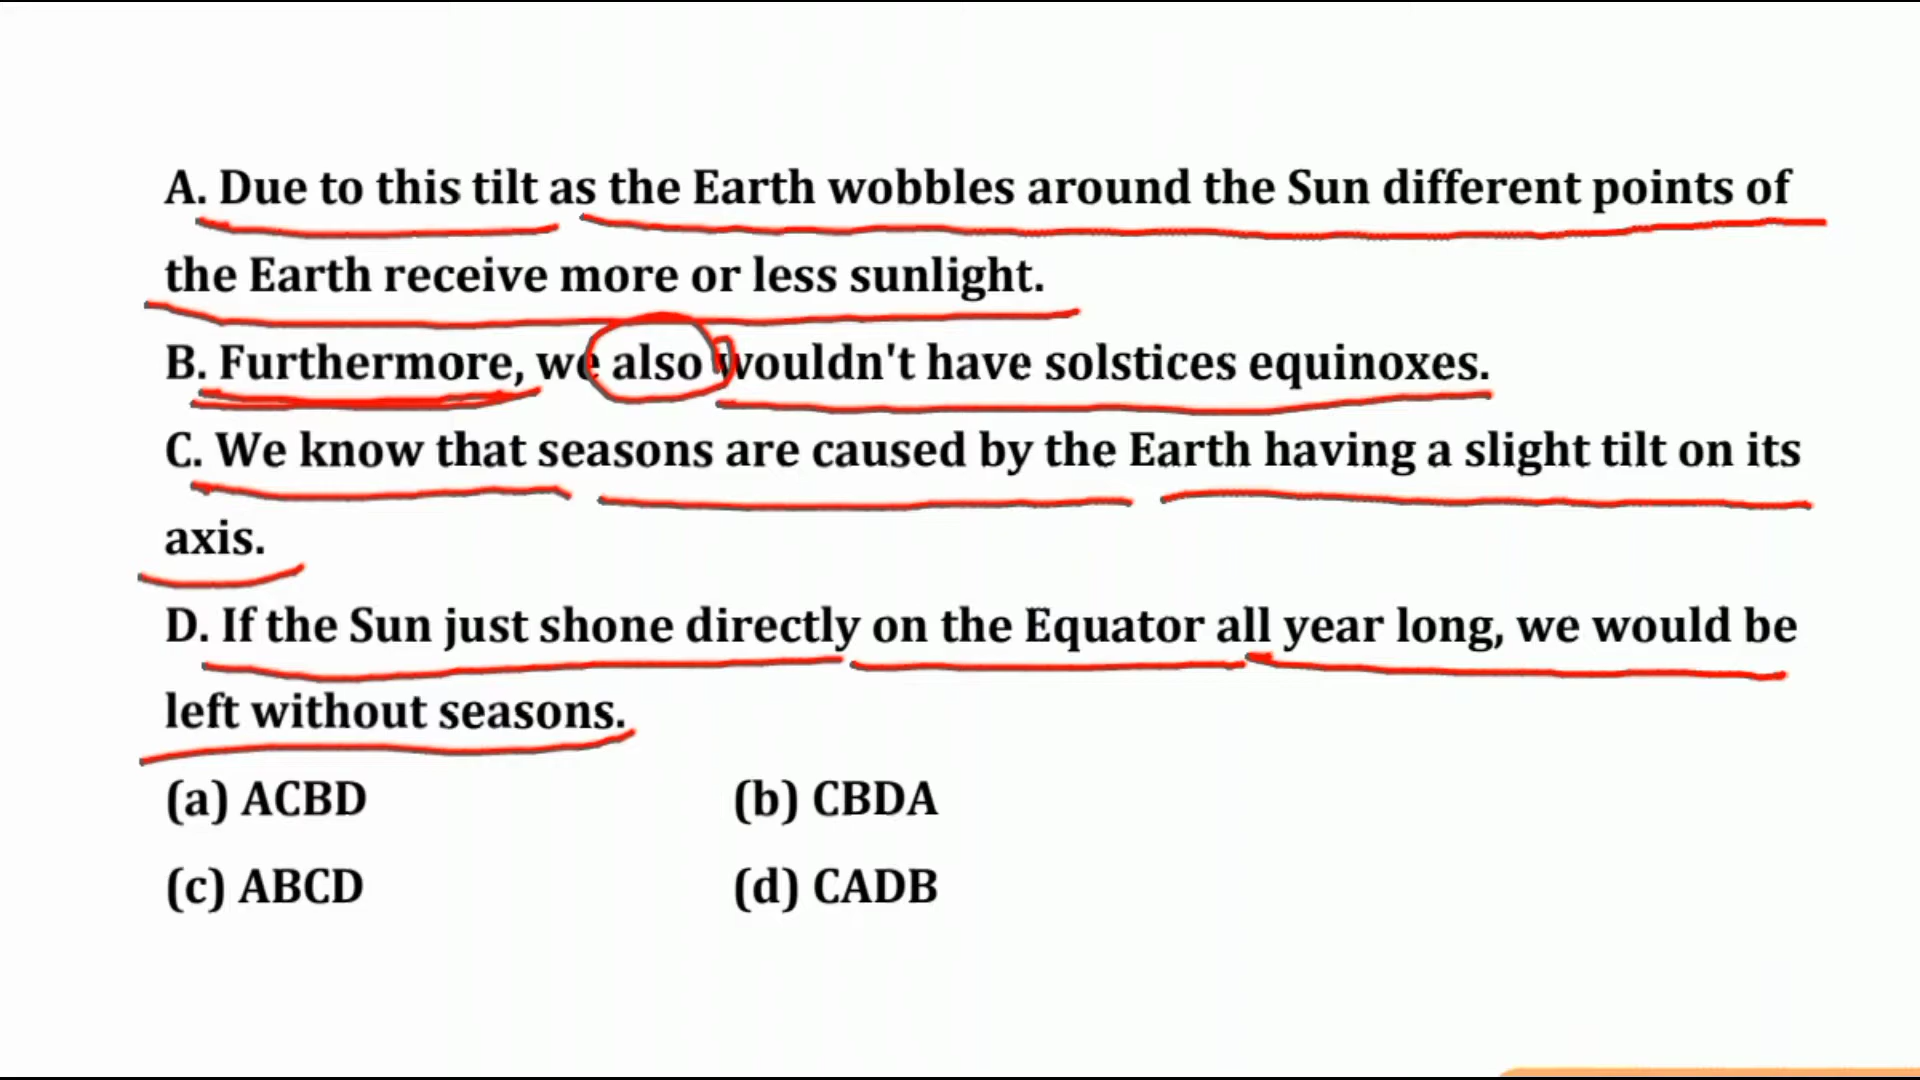 A. Due to this tilt as the Earth wobbles around the Sun different points of
the Earth receive more or less sunlight.
B. Furthermore, we also wouldn't have solstices equinoxes.
C. We know that seasons are caused by the Earth having a slight tilt on its
axis.
D. If the Sun just shone directly on the Equator all year long, we would be
left without seasons.
(a) ACBD (b) CBDA
(c) ABCD (d) CADB